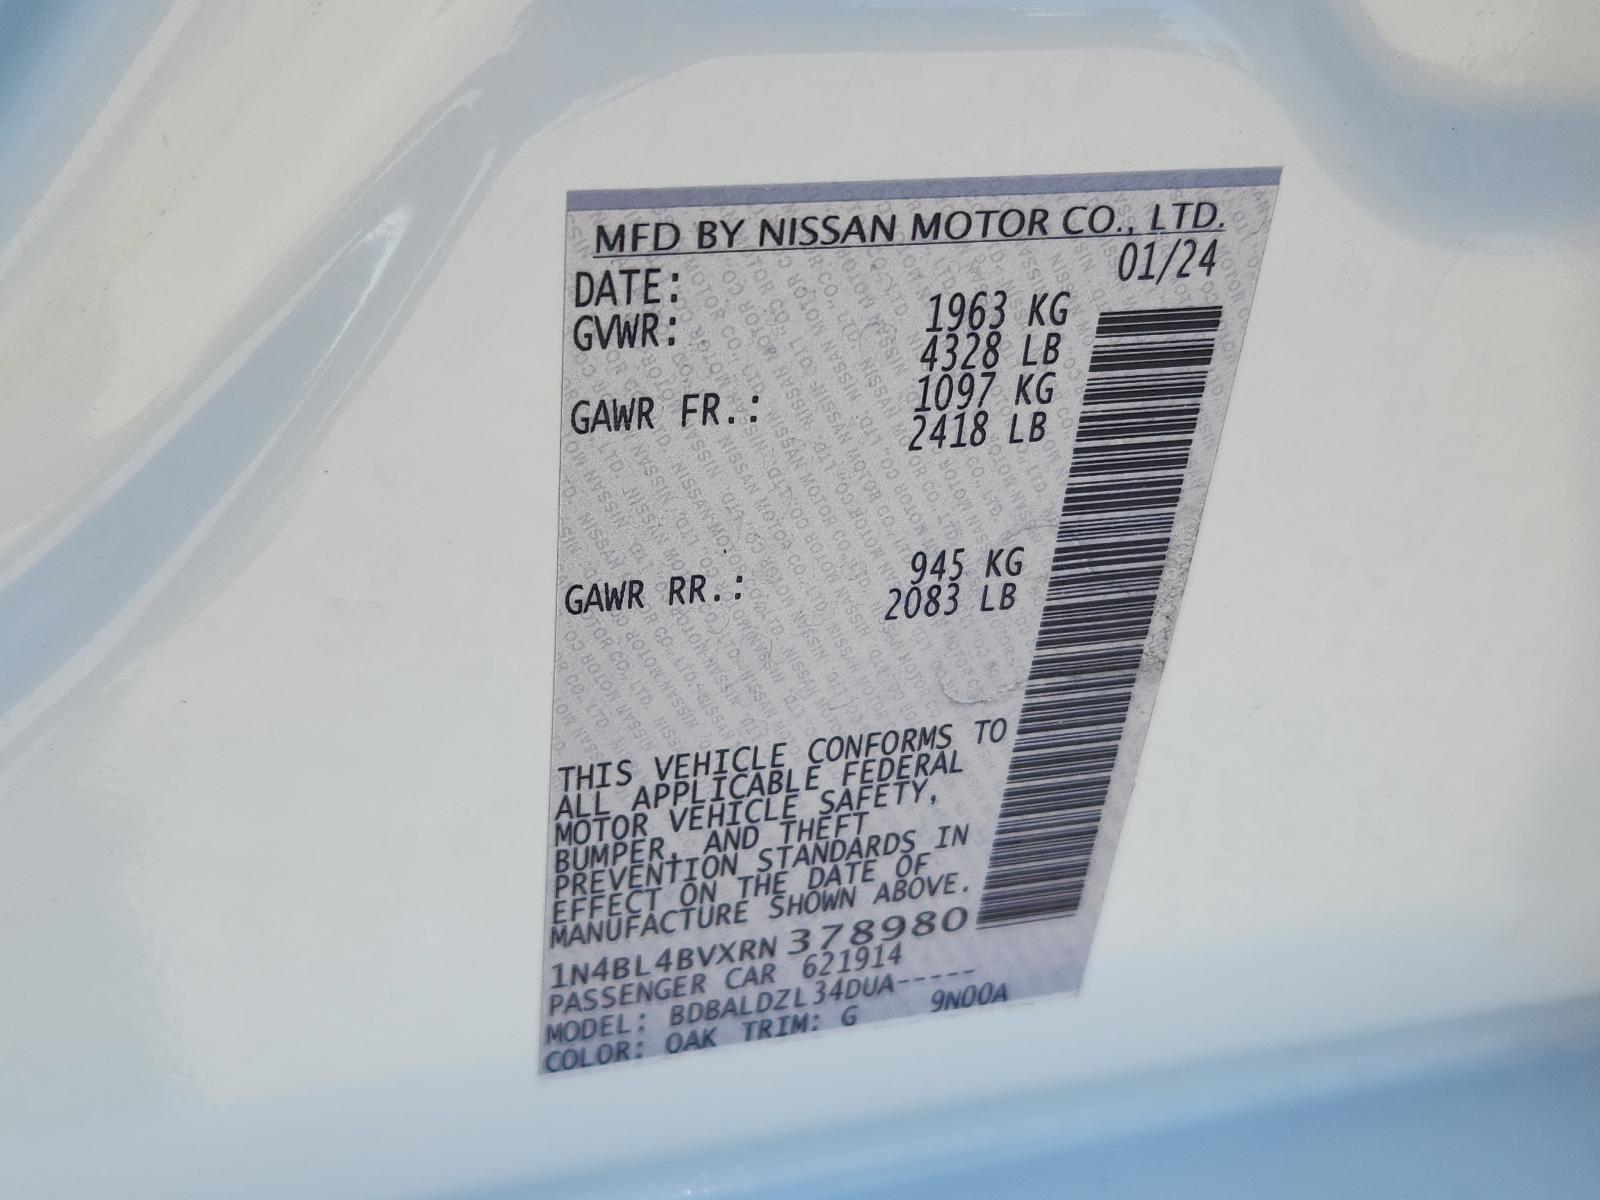 MFD BY NISSAN MOTOR CO., LTD.
DATE: 01/24
GVWR: 1963 KG
4328 LB
GAWR FR.: 1097 KG
2418 LB
GAWR RR.: 945 KG
2083 LB
THIS VEHICLE CONFORMS TO
ALL APPLICABLE FEDERAL
MOTOR VEHICLE SAFETY,
BUMPER, AND THEFT
PREVENTION STANDARDS IN
EFFECT ON THE DATE OF
MANUFACTURE SHOWN ABOVE.
1N4BL4BVXRN378980
PASSENGER CAR 621914
MODEL: BDBALDZL34DUA-----
COLOR: QAK TRIM: G 9N00A